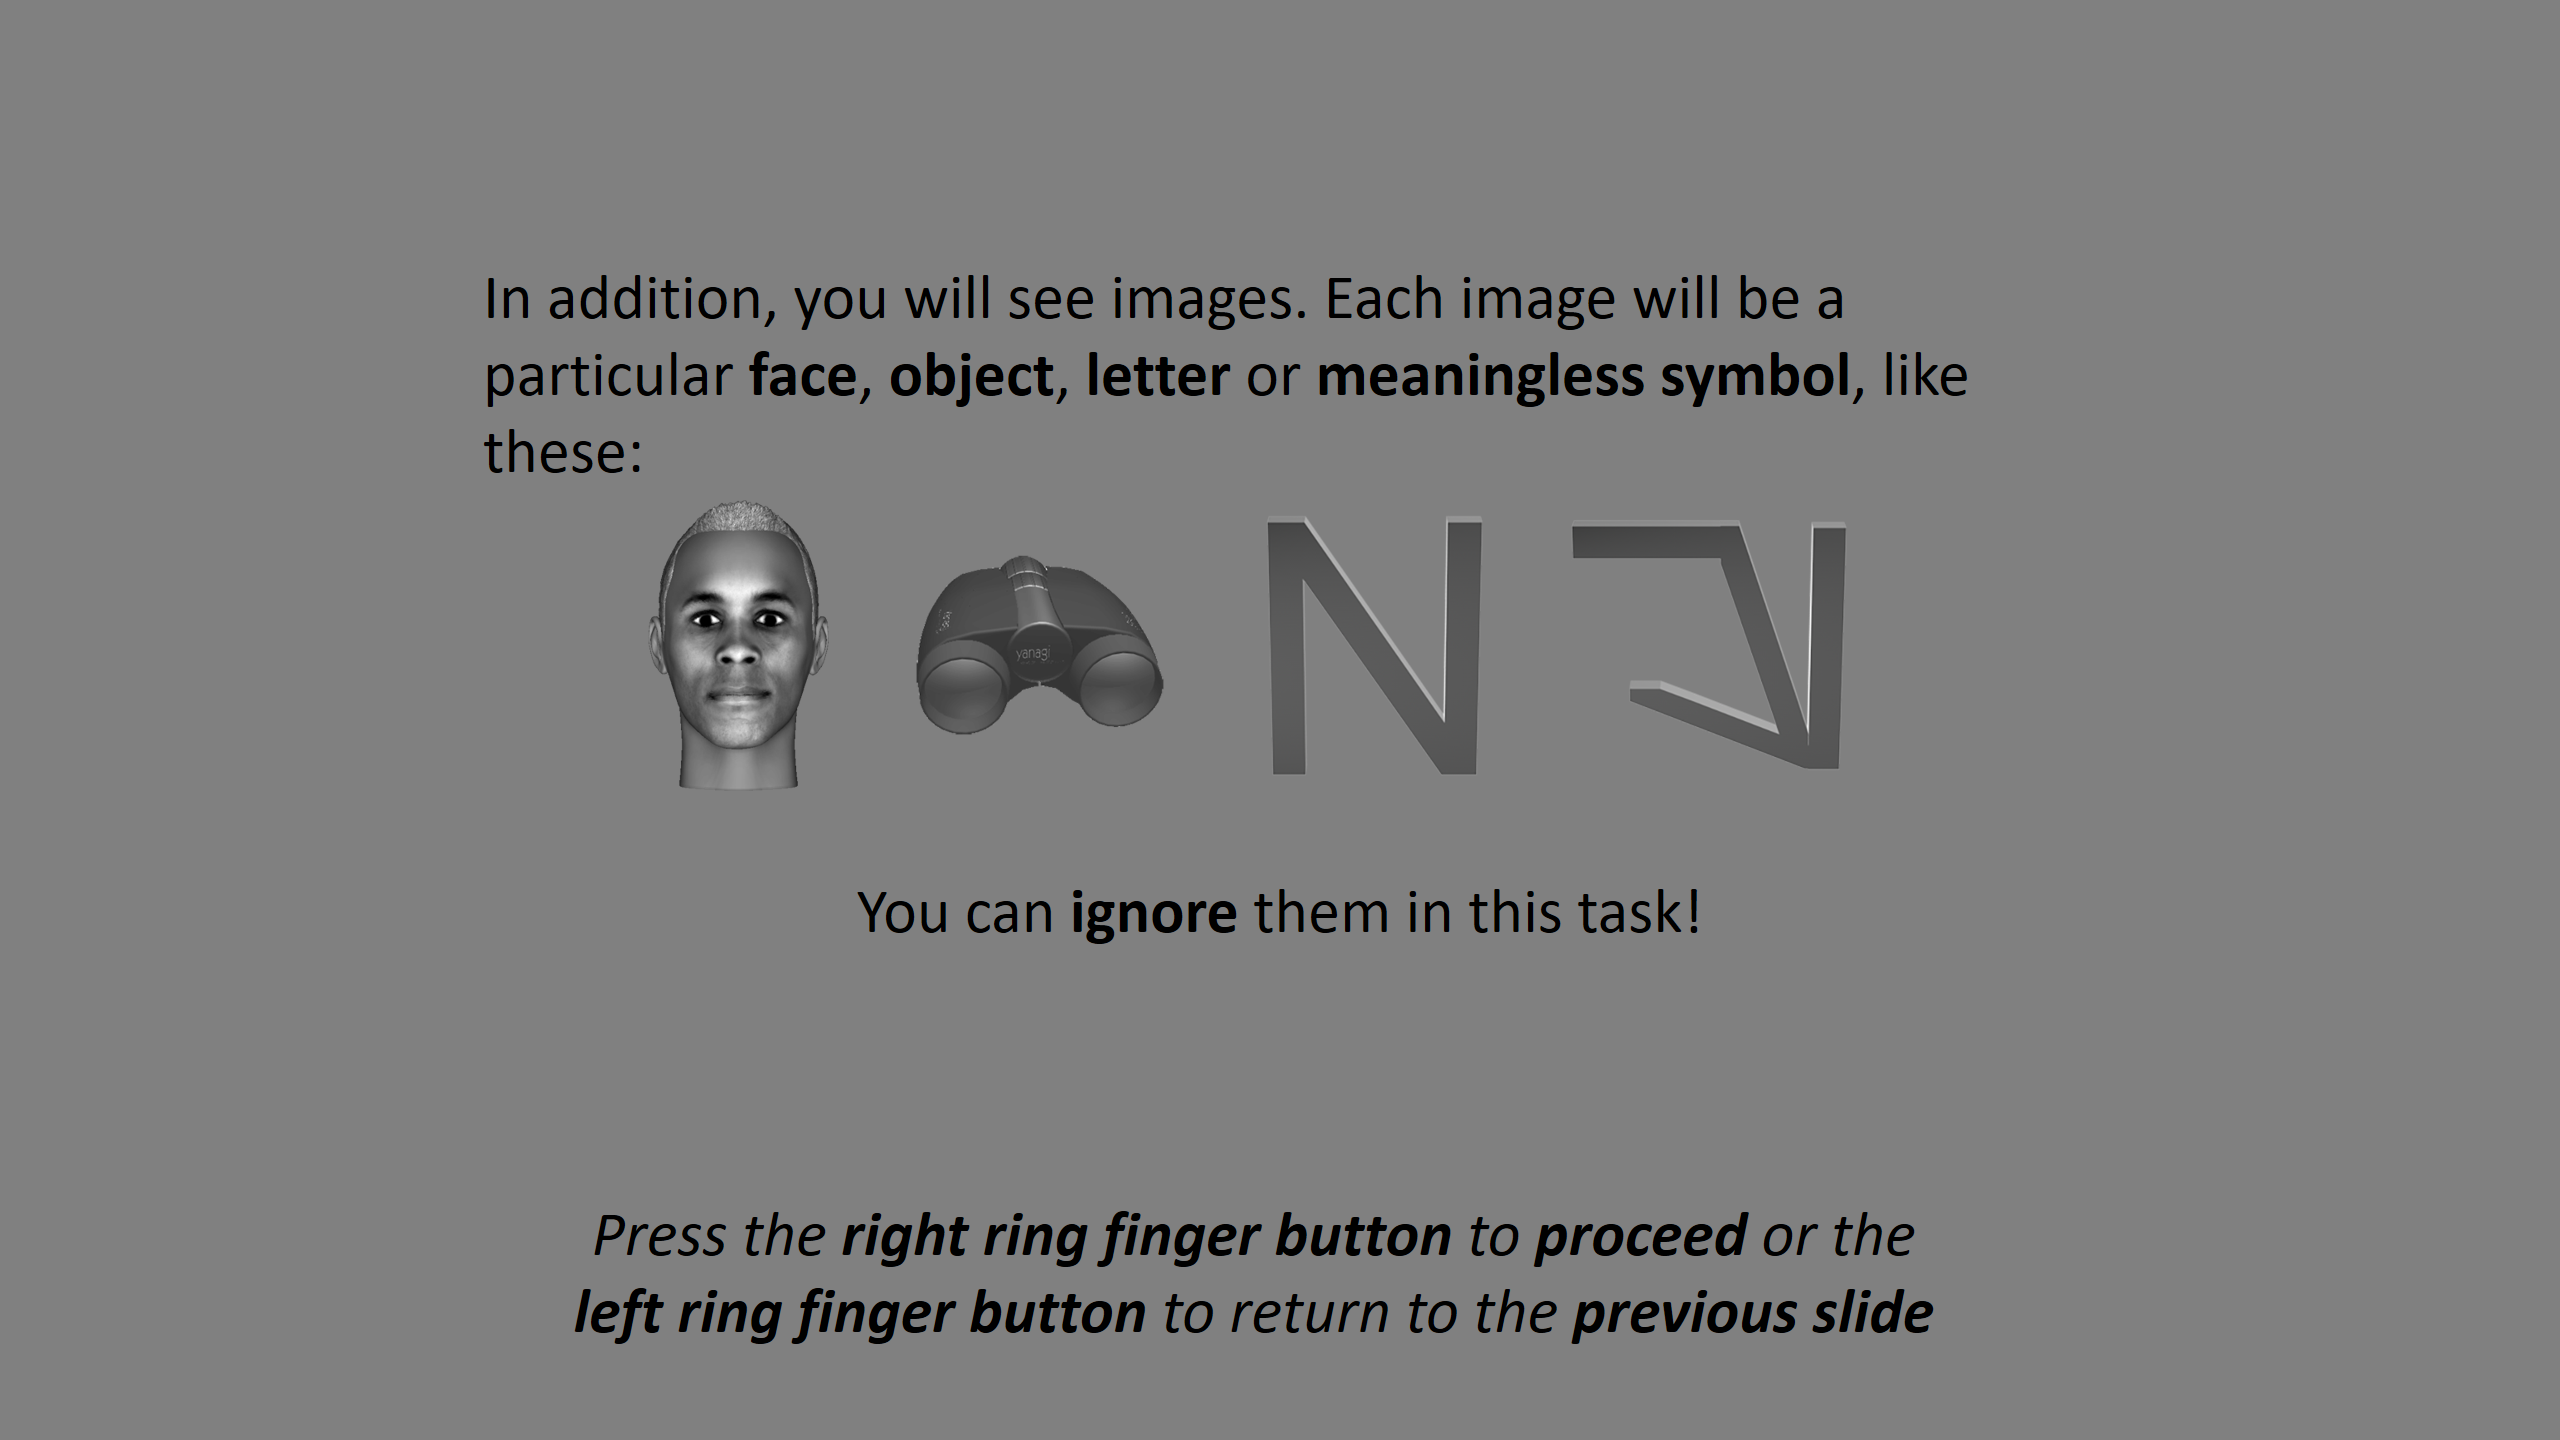 In addition, you will see images. Each image will be a
particular face, object, letter or meaningless symbol, like
these:
yanagi
N
You can ignore them in this task!
Press the right ring finger button to proceed or the
left ring finger button to return to the previous slide